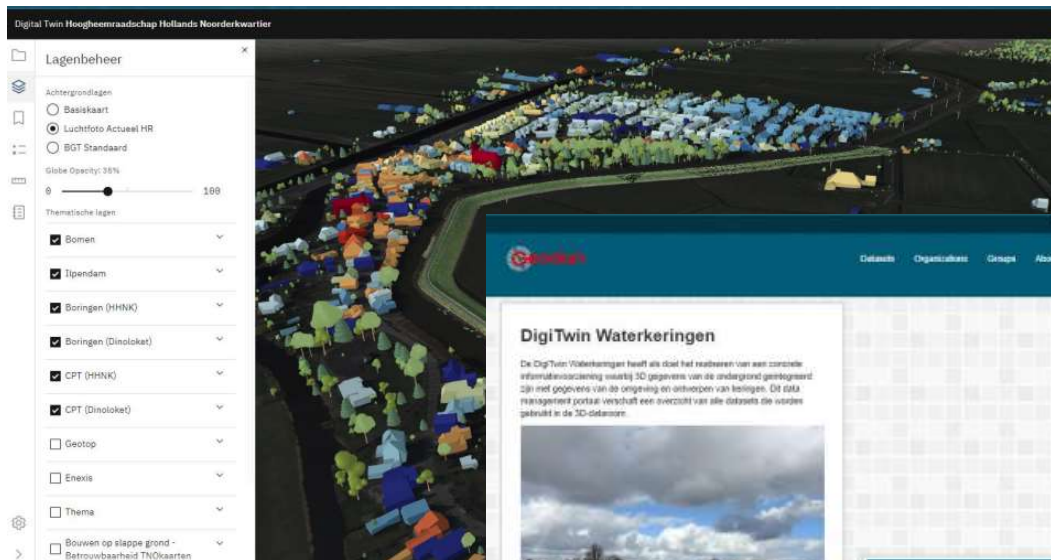 Digital Twin Hoogheemraadschap Hollands Noorderkwartier
Lagenbeheer
×
Achtergrondlagen
Basiskaart
Luchtfoto Actueel HR
BGT Standaard
Globe Opacity: 36%
0
100
Thematische lagen
Bomen
Ilpendam
Boringen (HHNK)
Boringen (Dinoloket)
CPT (HHNK)
CPT (Dinoloket)
Geotop
Enexis
Thema
Bouwen op slappe grond -
Betrouwbaarheid TNOkaarten
Datasets Organizations Groups Abo
DigiTwin Waterkeringen
De DigiTwin Waterkeringen heeft als doel het realiseren van een concrete
informatievoorziening waarbij 3D gegevens van de ondergrond geintegreerd
zijn met gegevens van de omgeving en ontwerpen van keringen. Dit data
management portaal verschaft een overzicht van alle datasets die worden
gebruikt in de 3D-dataroom.